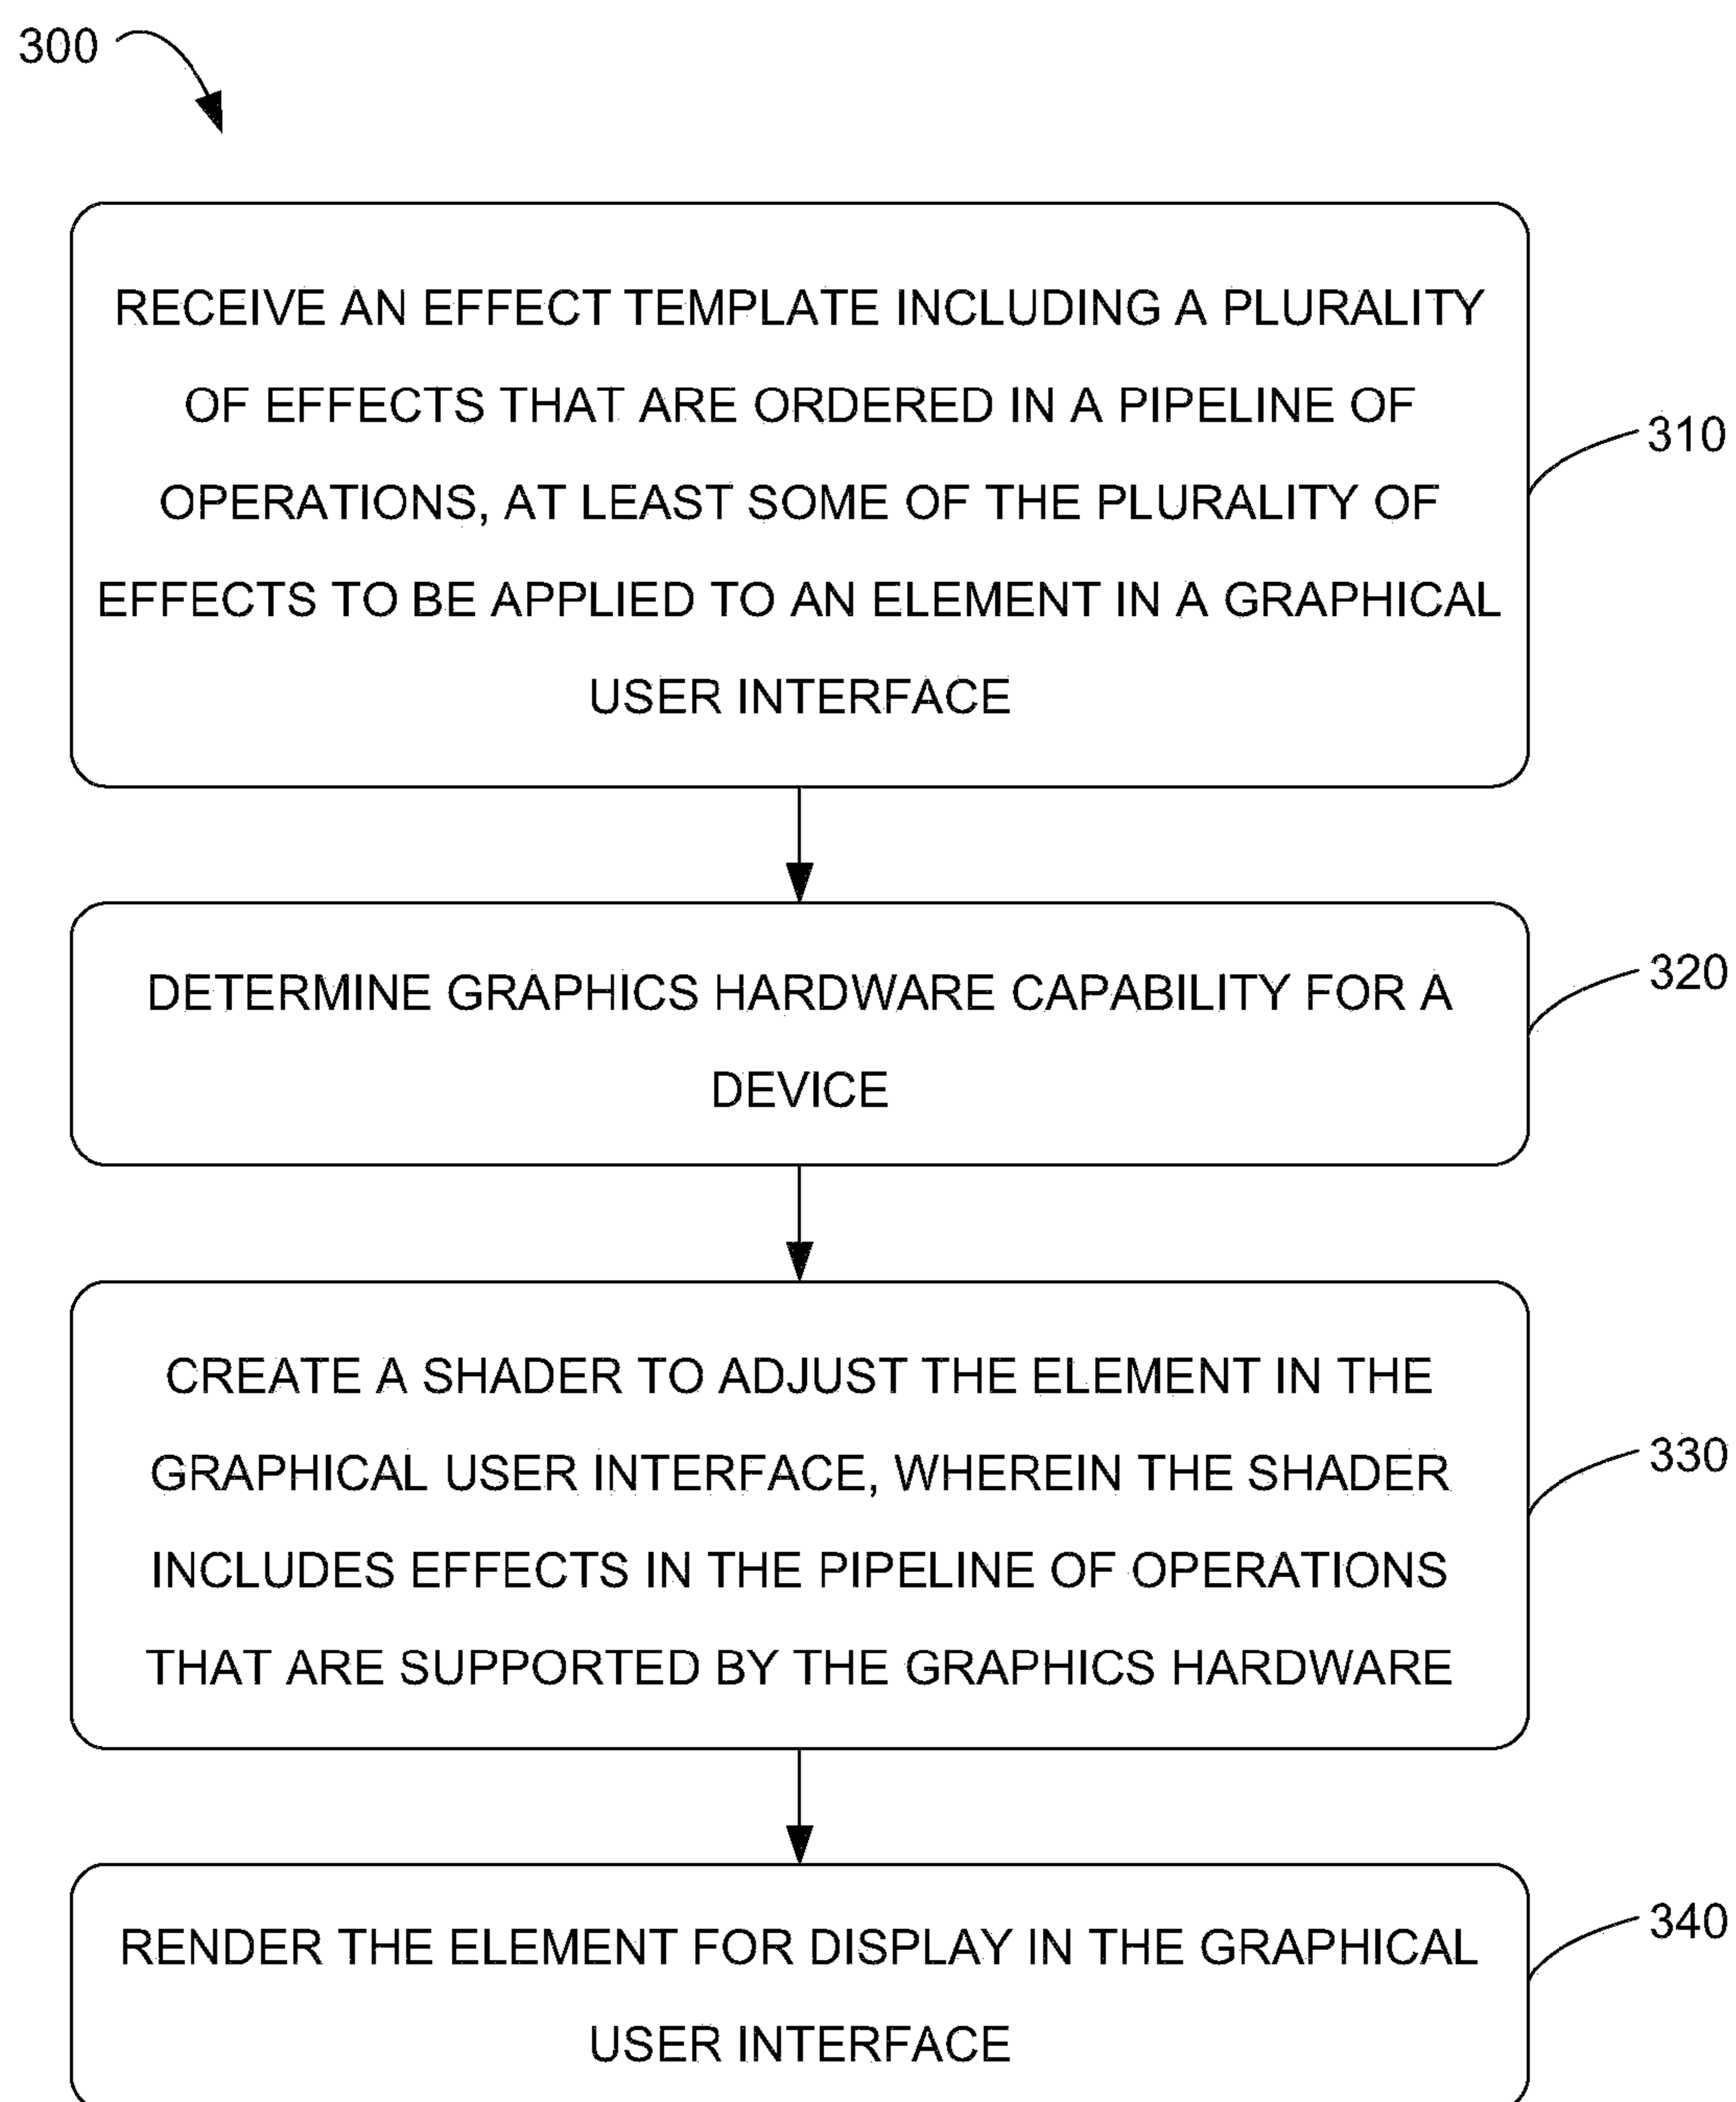 300
RECEIVE AN EFFECT TEMPLATE INCLUDING A PLURALITY
OF EFFECTS THAT ARE ORDERED IN A PIPELINE OF
OPERATIONS, AT LEAST SOME OF THE PLURALITY OF
EFFECTS TO BE APPLIED TO AN ELEMENT IN A GRAPHICAL
USER INTERFACE
310
DETERMINE GRAPHICS HARDWARE CAPABILITY FOR A
DEVICE
320
CREATE A SHADER TO ADJUST THE ELEMENT IN THE
GRAPHICAL USER INTERFACE, WHEREIN THE SHADER
INCLUDES EFFECTS IN THE PIPELINE OF OPERATIONS
THAT ARE SUPPORTED BY THE GRAPHICS HARDWARE
330
RENDER THE ELEMENT FOR DISPLAY IN THE GRAPHICAL
USER INTERFACE
340